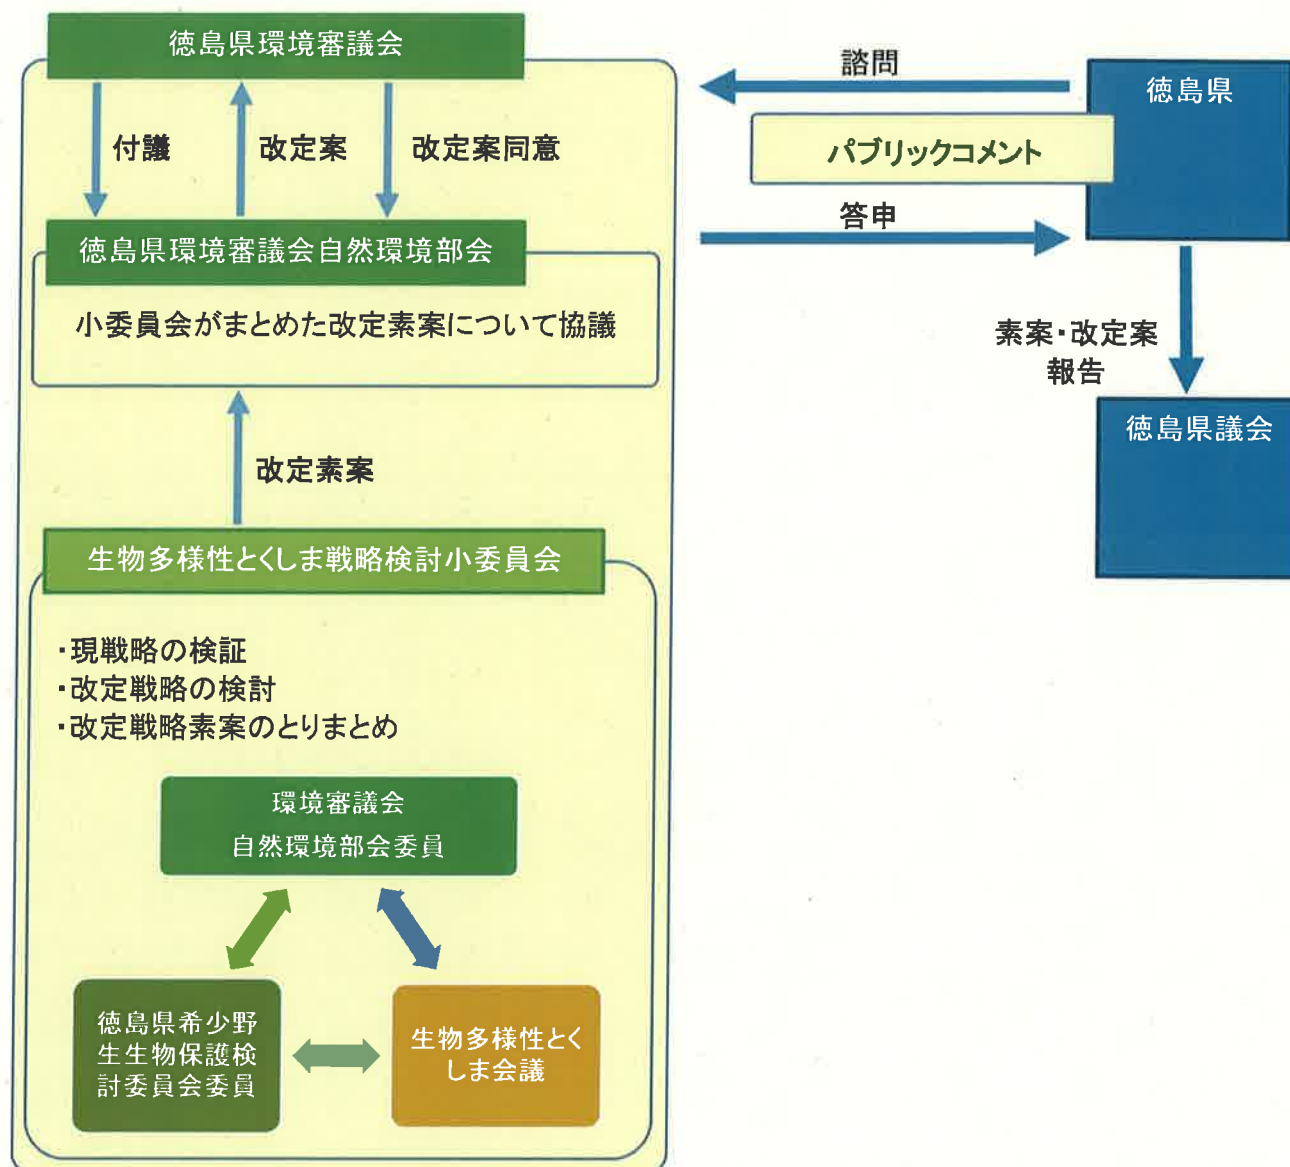 徳島県環境審議会
付議
改定案
改定案同意
徳島県環境審議会自然環境部会
小委員会がまとめた改定素案について協議
改定素案
生物多様性とくしま戦略検討小委員会
・現戦略の検証
・改定戦略の検討
・改定戦略素案のとりまとめ
環境審議会
自然環境部会委員
徳島県希少野
生生物保護検
討委員会委員
生物多様性とく
しま会議
諮問
徳島県
パブリックコメント
答申
素案・改定案
報告
徳島県議会